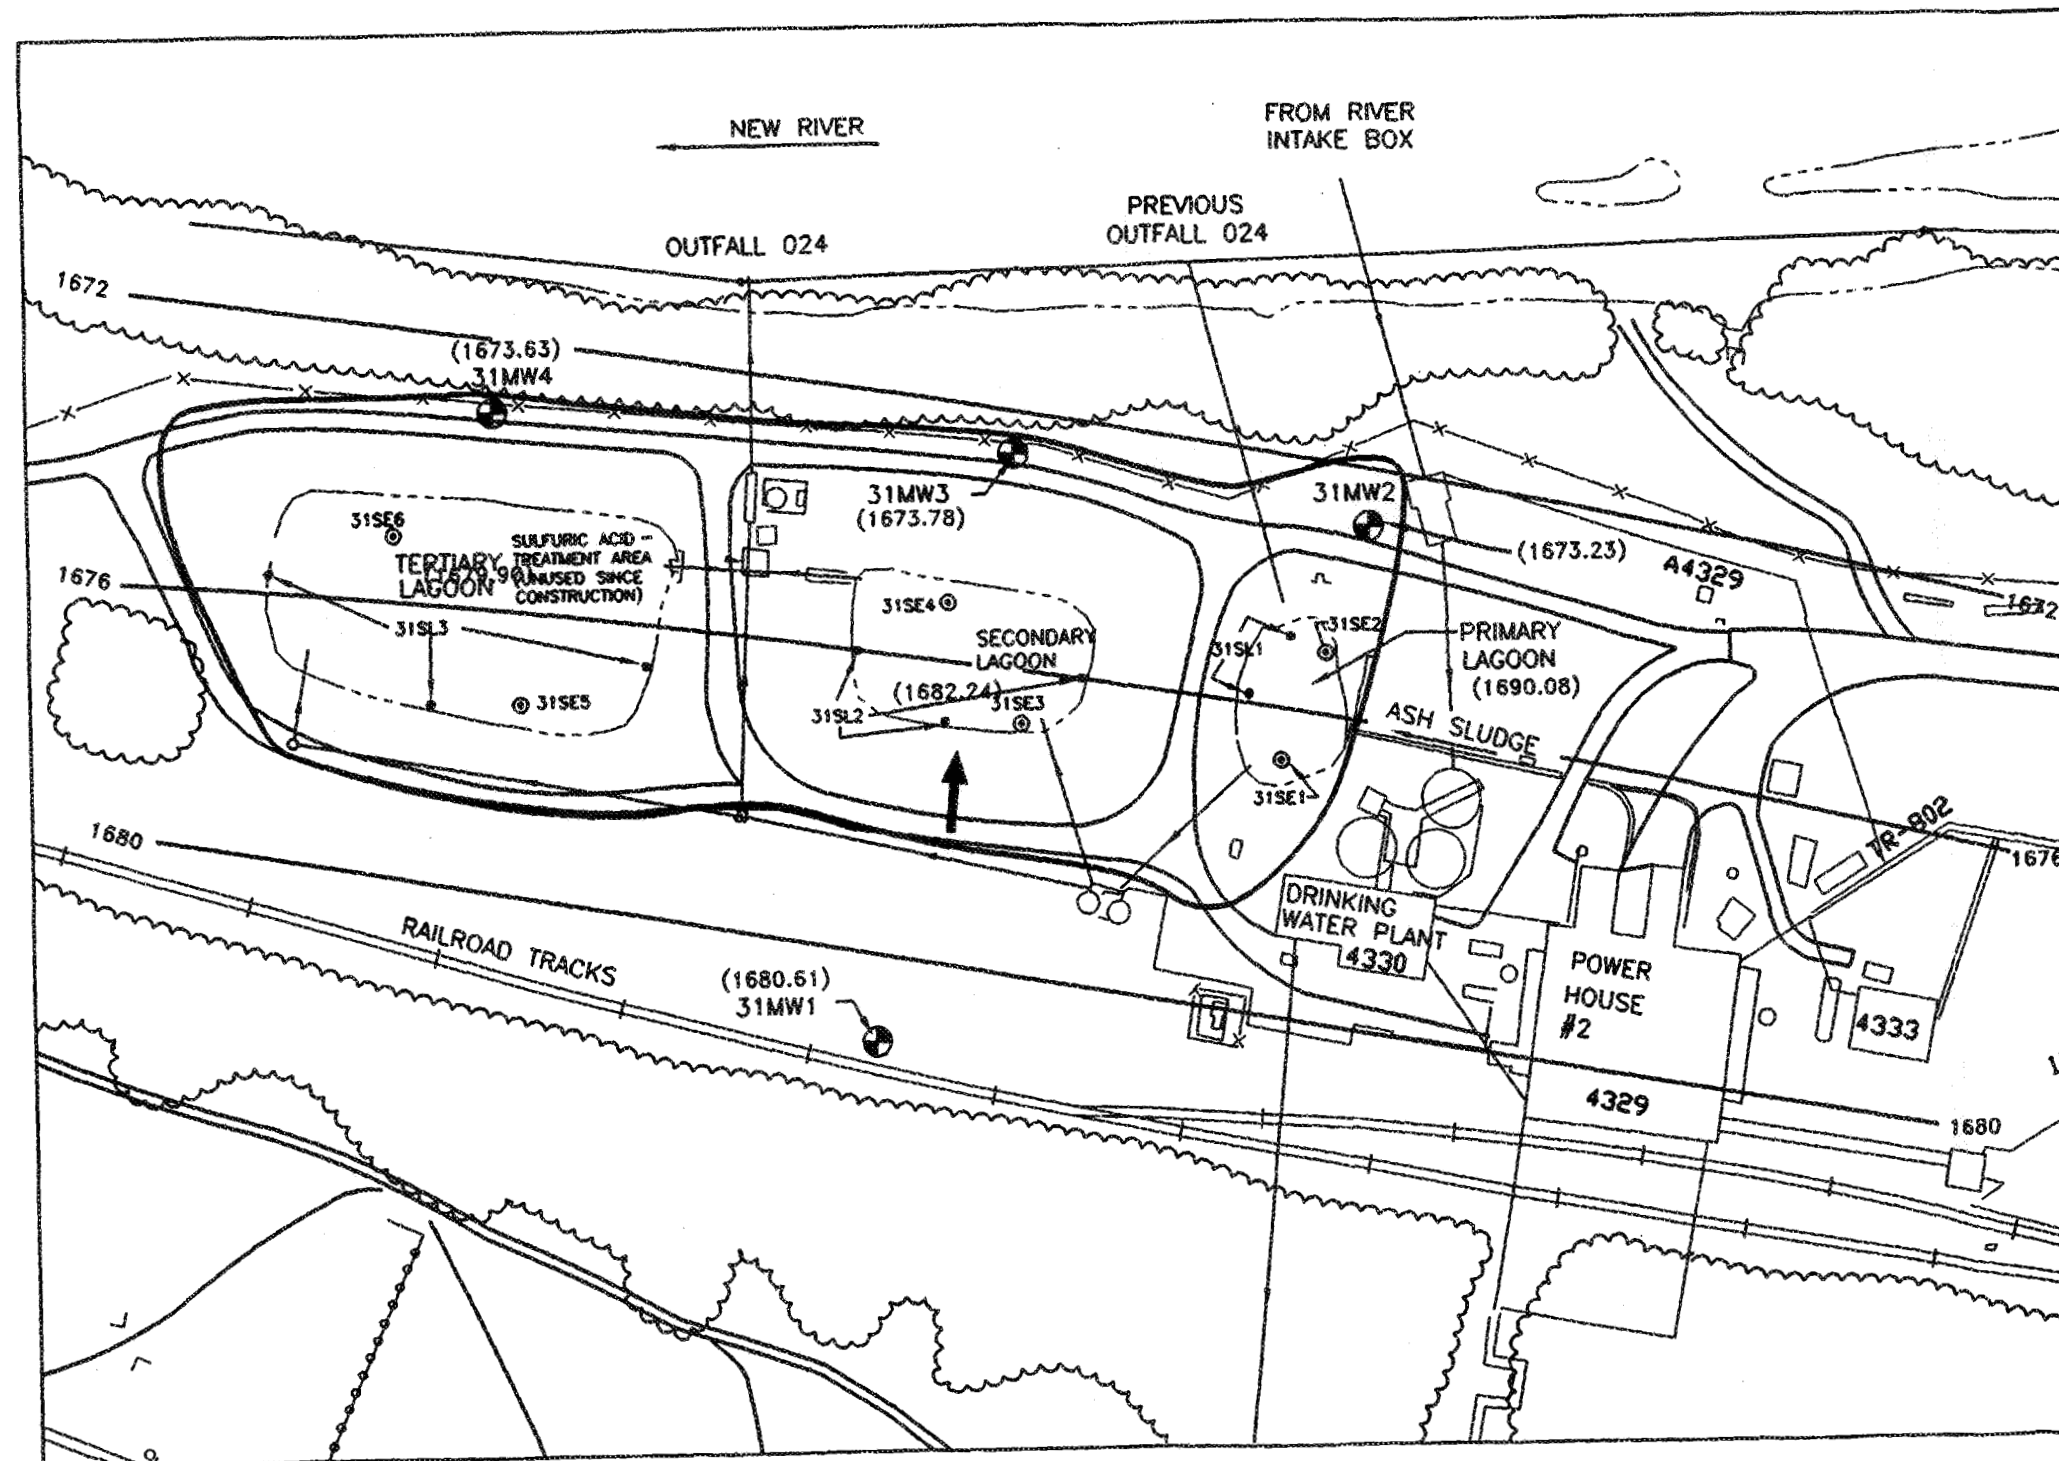 FROM RIVER
INTAKE BOX
NEW RIVER
PREVIOUS
OUTFALL 024
OUTFALL 024
1672
(1673.63)
31MW4
31MW3
(1673.78)
31MW2
(1673.23)
A4329
1672
31SE6
TERTIARY
LAGOON
SULFURIC ACID
TREATMENT AREA
(UNUSED SINCE
CONSTRUCTION)
1676
31SL3
31SE5
31SE4
SECONDARY
LAGOON
(1682.24)
31SL2
31SE3
31SL1
31SE2
PRIMARY
LAGOON
(1690.08)
ASH SLUDGE
31SE1
TR-802
1676
1680
RAILROAD TRACKS
(1680.61)
31MW1
DRINKING
WATER PLANT
4330
POWER
HOUSE
#2
4333
4329
1680